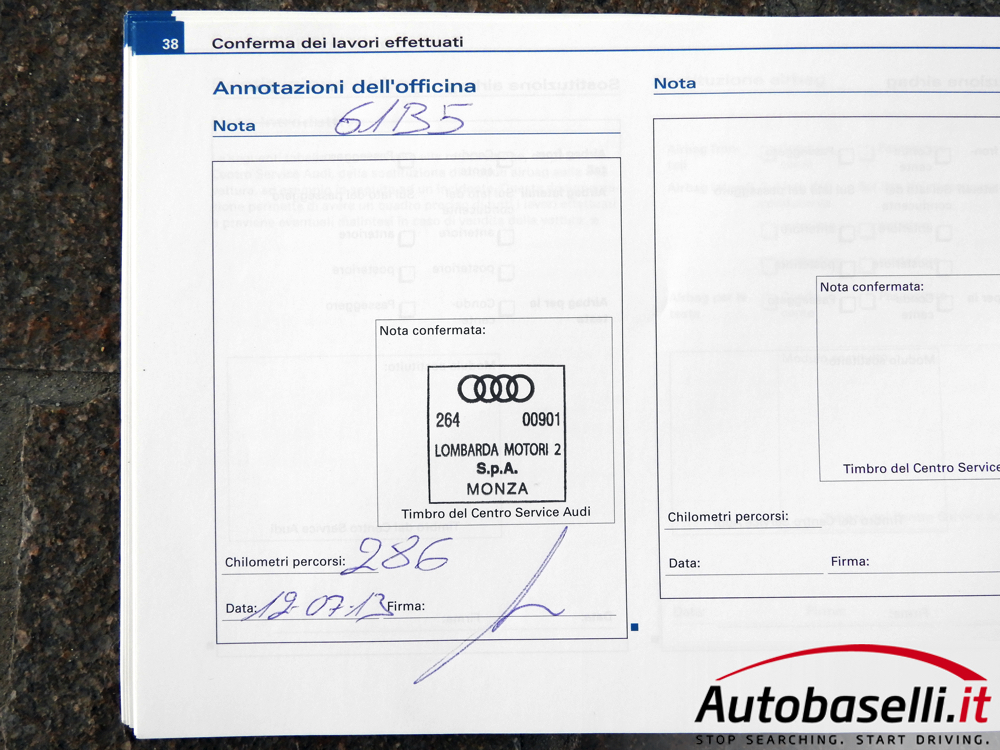 38 Conferma dei lavori effettuati
Annotazioni dell'officina
Nota 61B5
Nota confermata:
264 00901
LOMBARDA MOTORI 2
S.p.A.
MONZA
Timbro del Centro Service Audi
Chilometri percorsi: 286
Data: 12-07-13 Firma:
Nota
Nota confermata:
Timbro del Centro Service
Chilometri percorsi:
Data: Firma:
Autobaselli.it
STOP SEARCHING. START DRIVING.